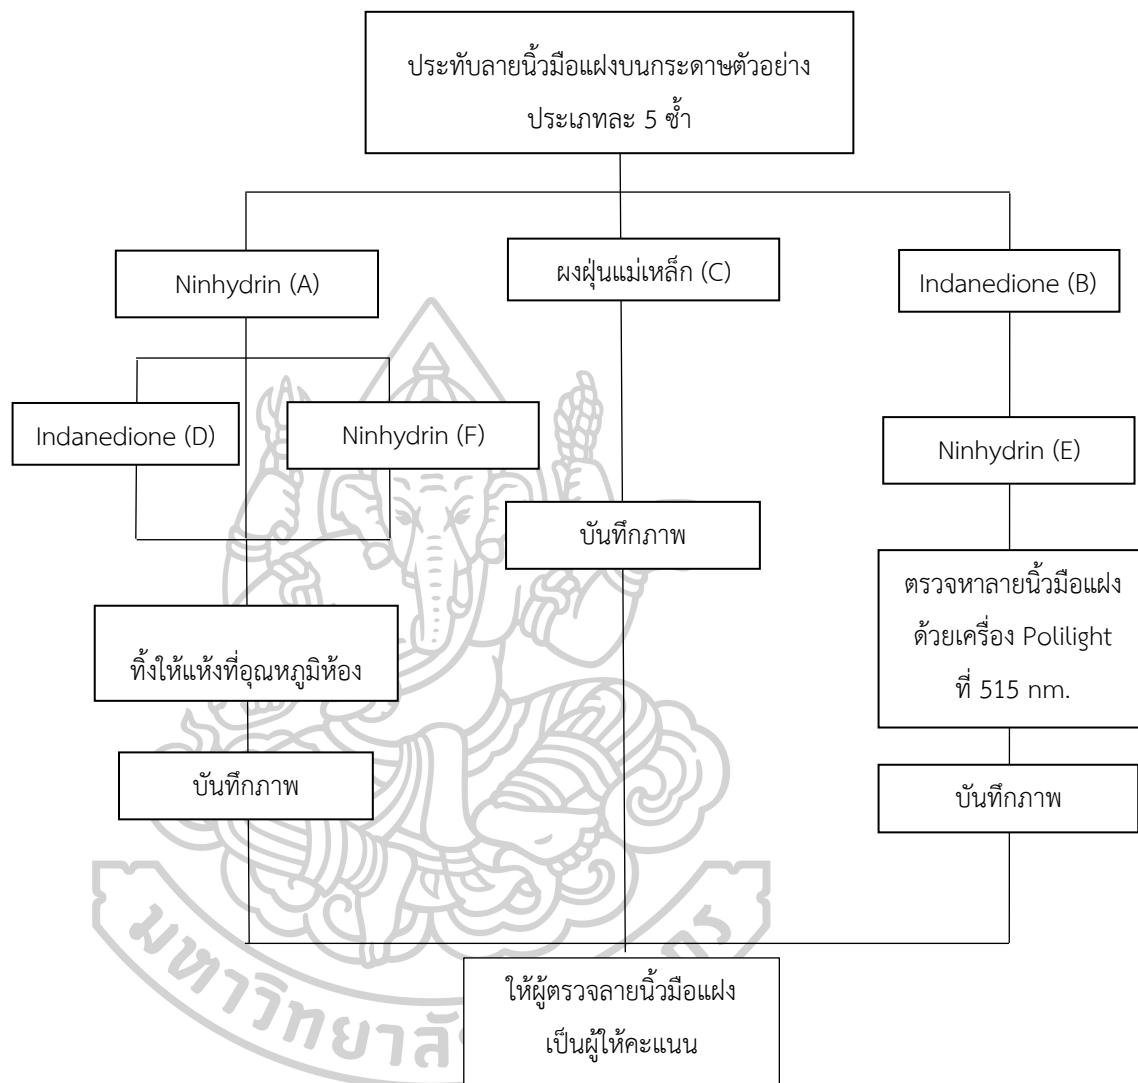 ประทับลายนิ้วมือแฝงบนกระดาษตัวอย่าง
ประเภทละ 5 ซ้ำ
Ninhydrin (A)
ผงฝุ่นแม่เหล็ก (C)
Indanedione (B)
Indanedione (D)
Ninhydrin (F)
Ninhydrin (E)
บันทึกภาพ
ตรวจหาลายนิ้วมือแฝง
ด้วยเครื่อง Polilight
ที่ 515 nm.
ทิ้งให้แห้งที่อุณหภูมิห้อง
บันทึกภาพ
บันทึกภาพ
ให้ผู้ตรวจลายนิ้วมือแฝง
เป็นผู้ให้คะแนน